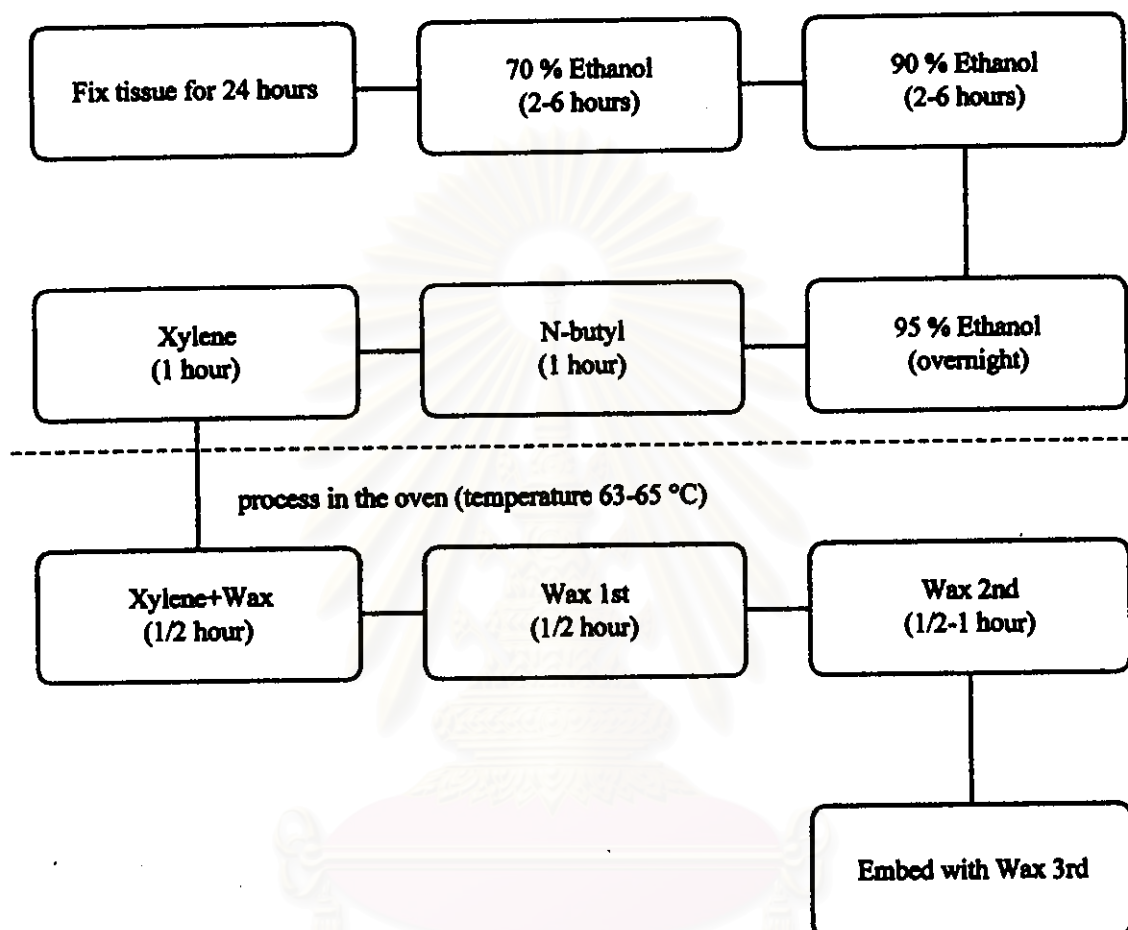 Fix tissue for 24 hours
70 % Ethanol
(2-6 hours)
90 % Ethanol
(2-6 hours)
95 % Ethanol
(overnight)
N-butyl
(1 hour)
Xylene
(1 hour)
process in the oven (temperature 63-65 °C)
Xylene+Wax
(1/2 hour)
Wax 1st
(1/2 hour)
Wax 2nd
(1/2-1 hour)
Embed with Wax 3rd